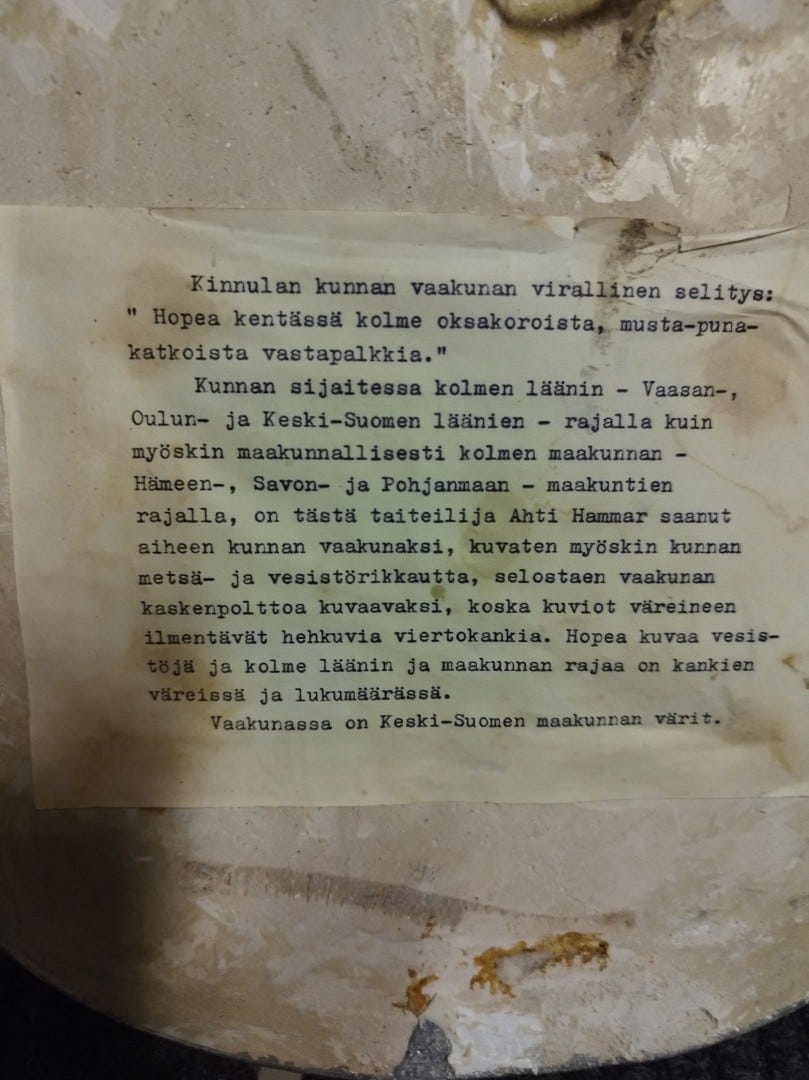 Kinnulan kunnan vaakunan virallinen selitys:
" Hopea kentässä kolme oksakoroista, musta-puna-
katkoista vastapalkkia."
Kunnan sijaitessa kolmen läänin - Vaasan-,
Oulun- ja Keski-Suomen läänien - rajalla kuin
myöskin maakunnallisesti kolmen maakunnan -
Hämeen-, Savon- ja Pohjanmaan - maakuntien
rajalla, on tästä taiteilija Ahti Hammar saanut
aiheen kunnan vaakunaksi, kuvaten myöskin kunnan
metsä- ja vesistörikkautta, selostaen vaakunan
kaskenpolttoa kuvaavaksi, koska kuviot väreineen
ilmentävät hehkuvia viertokankia. Hopea kuvaa vesis-
töjä ja kolme läänin ja maakunnan rajaa on kankien
väreissä ja lukumäärässä.
Vaakunassa on Keski-Suomen maakunnan värit.